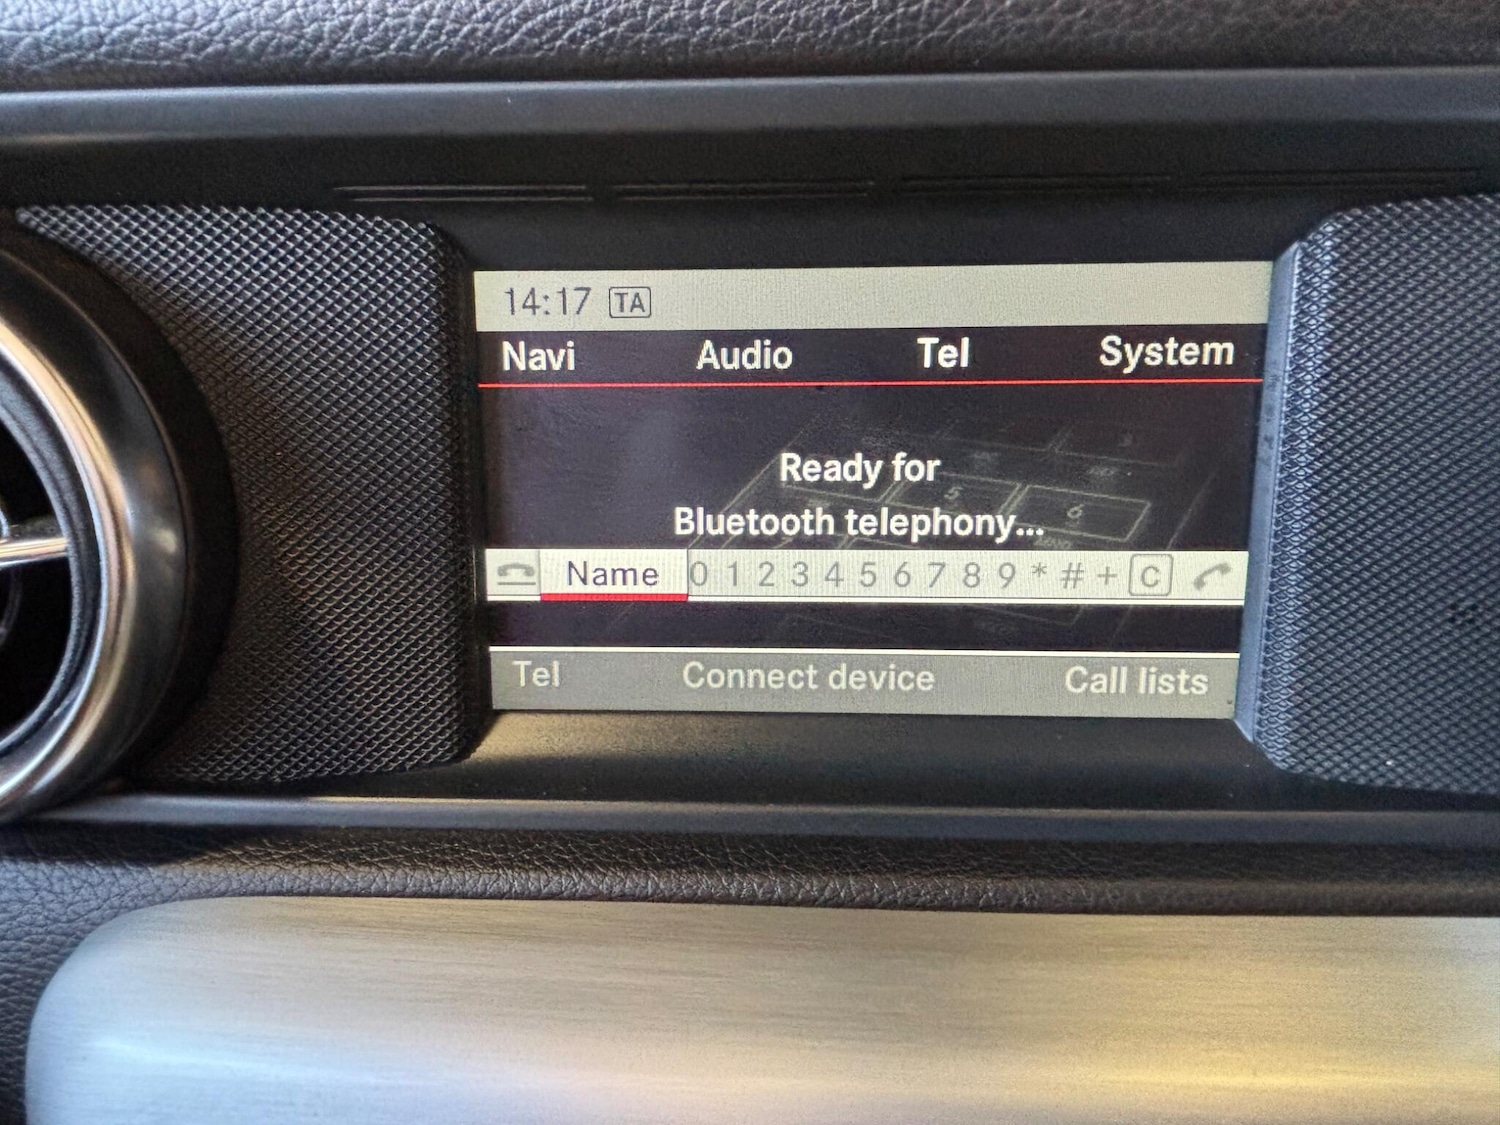 14:17 TA
Navi Audio Tel System
Ready for
Bluetooth telephony...
Name 0 1 2 3 4 5 6 7 8 9 * # + C
Tel Connect device Call lists